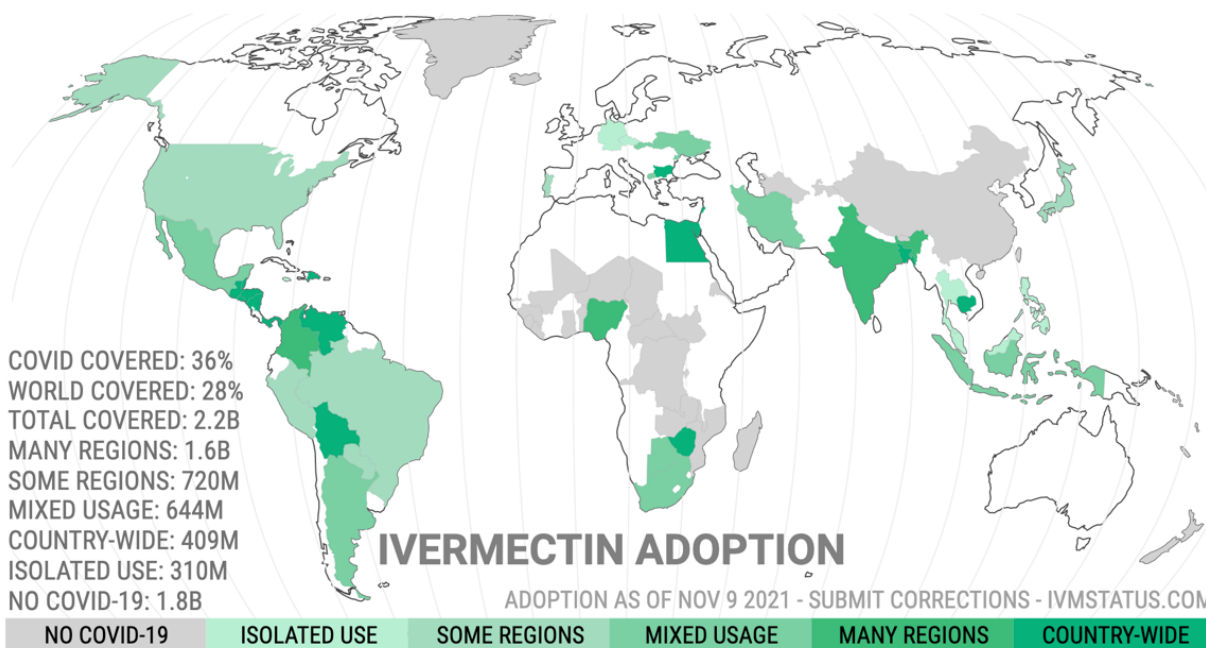 COVID COVERED: 36%
WORLD COVERED: 28%
TOTAL COVERED: 2.2B
MANY REGIONS: 1.6B
SOME REGIONS: 720M
MIXED USAGE: 644M
COUNTRY-WIDE: 409M
ISOLATED USE: 310M
NO COVID-19: 1.8B
IVERMECTIN ADOPTION
ADOPTION AS OF NOV 9 2021 - SUBMIT CORRECTIONS - IVMSTATUS.COM
NO COVID-19 ISOLATED USE SOME REGIONS MIXED USAGE MANY REGIONS COUNTRY-WIDE